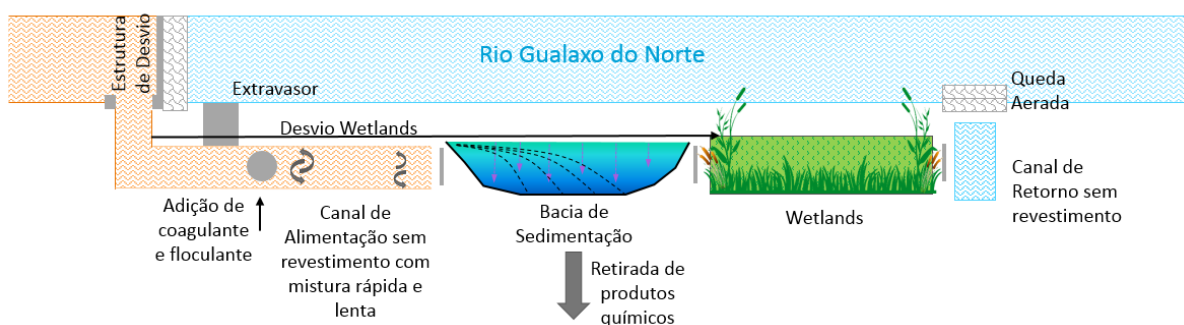 Estrutura
de Desvio
Rio Gualaxo do Norte
Extravasor
Queda
Aerada
Desvio Wetlands
Adição de
coagulante
e floculante
Canal de
Alimentação sem
revestimento com
mistura rápida e
lenta
Bacia de
Sedimentação
Retirada de
produtos
químicos
Wetlands
Canal de
Retorno sem
revestimento